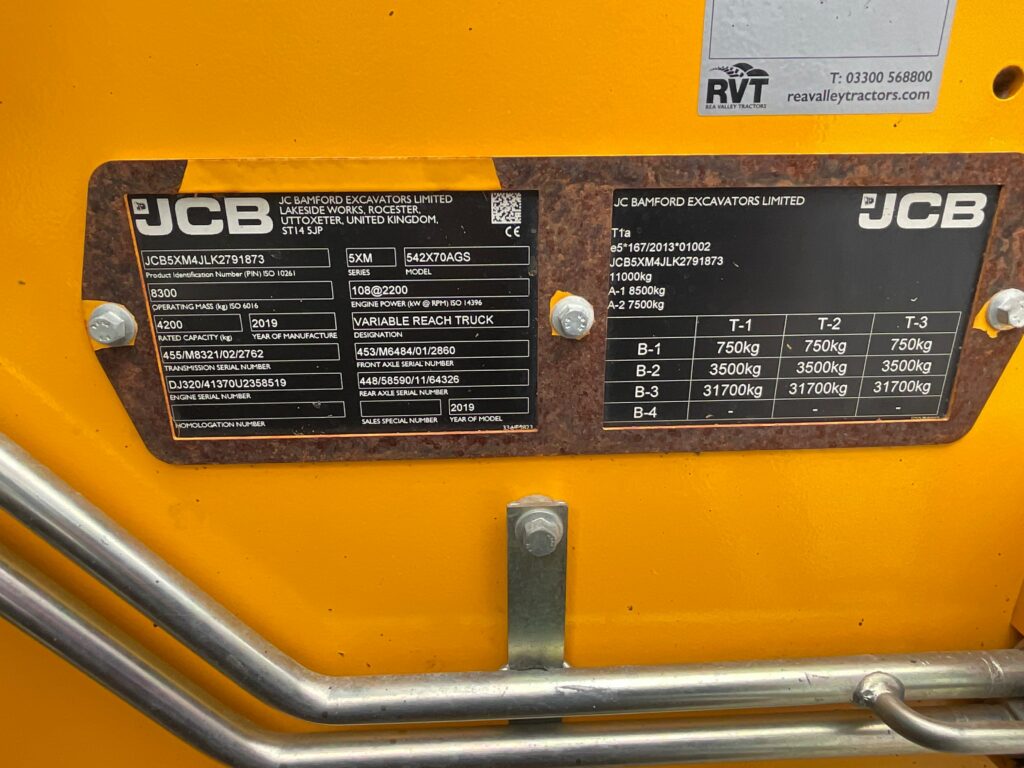 RVT
REA VALLEY TRACTORS
T: 03300 568800
reavalleytractors.com
JCB
JC BAMFORD EXCAVATORS LIMITED
LAKESIDE WORKS, ROCESTER,
UTTOXETER, UNITED KINGDOM,
ST14 5JP
CE
JCB5XM4JLK2791873
Product Identification Number (PIN) ISO 10261
5XM
SERIES
542X70AGS
MODEL
8300
OPERATING MASS (kg) ISO 6016
108@2200
ENGINE POWER (kW @ RPM) ISO 14396
4200
RATED CAPACITY (kg)
2019
YEAR OF MANUFACTURE
VARIABLE REACH TRUCK
DESIGNATION
455/M8321/02/2762
TRANSMISSION SERIAL NUMBER
453/M6484/01/2860
FRONT AXLE SERIAL NUMBER
DJ320/41370U2358519
ENGINE SERIAL NUMBER
448/58590/11/64326
REAR AXLE SERIAL NUMBER
HOMOLOGATION NUMBER
SALES SPECIAL NUMBER
2019
YEAR OF MODEL
JC BAMFORD EXCAVATORS LIMITED
JCB
T1a
e5*167/2013*01002
JCB5XM4JLK2791873
11000kg
A-1 8500kg
A-2 7500kg
T-1 T-2 T-3
B-1 750kg 750kg 750kg
B-2 3500kg 3500kg 3500kg
B-3 31700kg 31700kg 31700kg
B-4 - - -